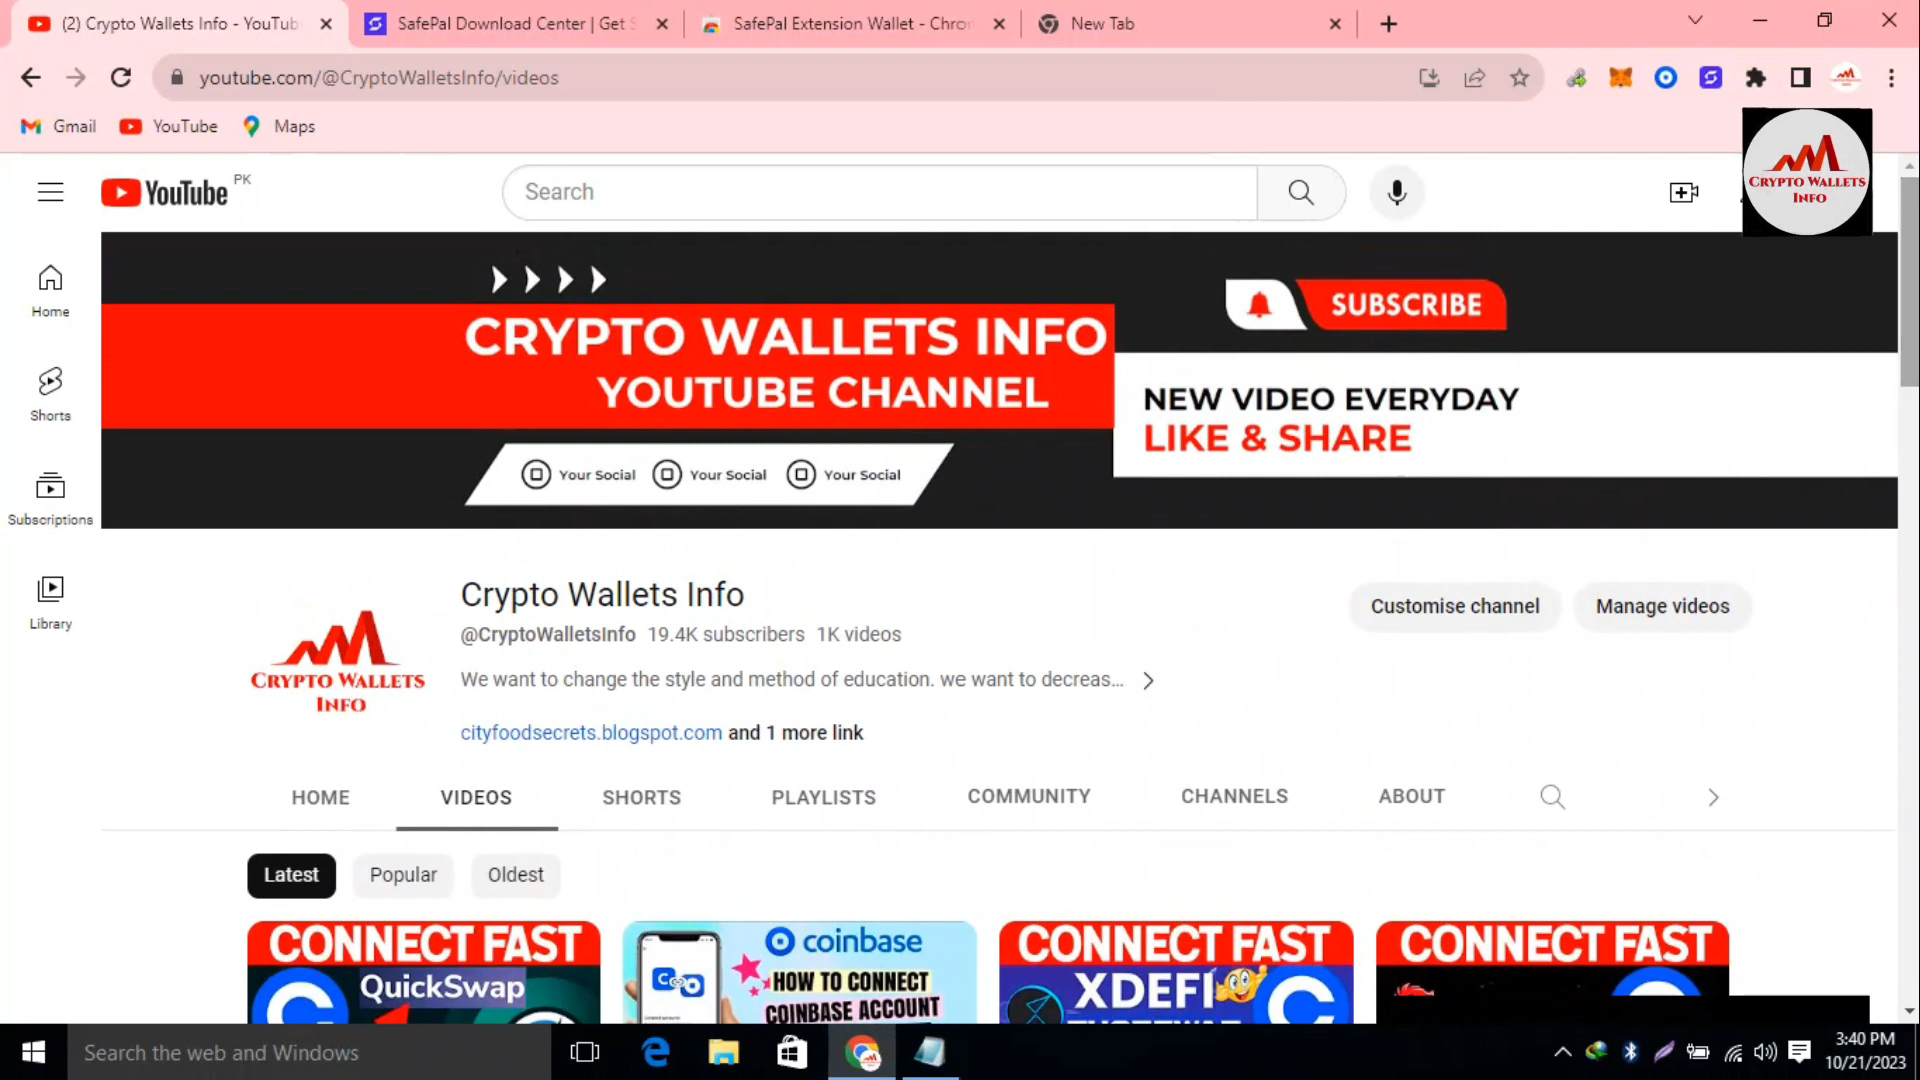 (2) Crypto Wallets Info - YouTub
SafePal Download Center | Get S
SafePal Extension Wallet - Chron
New Tab
youtube.com/@CryptoWalletsInfo/videos
Gmail
YouTube
Maps
CRYPTO WALLETS
INFO
YouTube PK
Search
Home
Shorts
Subscriptions
Library
CRYPTO WALLETS INFO
YOUTUBE CHANNEL
Your Social Your Social Your Social
SUBSCRIBE
NEW VIDEO EVERYDAY
LIKE & SHARE
CRYPTO WALLETS
INFO
Crypto Wallets Info
@CryptoWalletsInfo 19.4K subscribers 1K videos
We want to change the style and method of education. we want to decreas...
cityfoodsecrets.blogspot.com and 1 more link
Customise channel
Manage videos
HOME VIDEOS SHORTS PLAYLISTS COMMUNITY CHANNELS ABOUT
Latest Popular Oldest
CONNECT FAST
QuickSwap
coinbase
HOW TO CONNECT
COINBASE ACCOUNT
CONNECT FAST
XDEFI
CONNECT FAST
Search the web and Windows
3:40 PM
10/21/2023